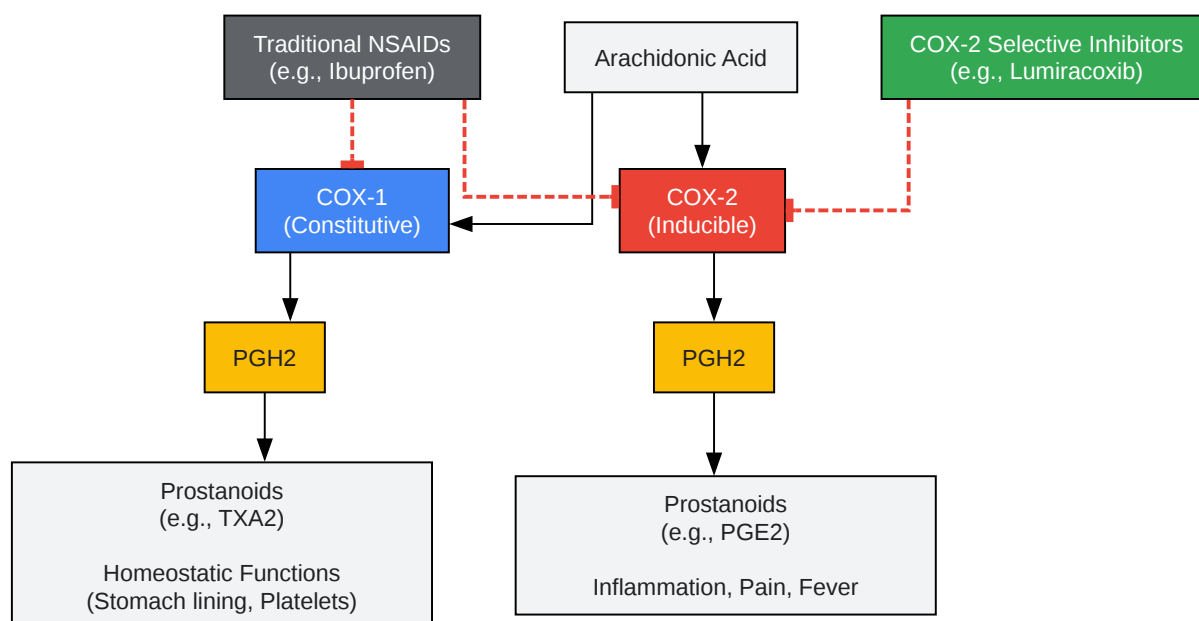 Traditional NSAIDs
(e.g., Ibuprofen)
Arachidonic Acid
COX-2 Selective Inhibitors
(e.g., Lumiracoxib)
COX-1
(Constitutive)
COX-2
(Inducible)
PGH2
PGH2
Prostanoids
(e.g., TXA2)
Homeostatic Functions
(Stomach lining, Platelets)
Prostanoids
(e.g., PGE2)
Inflammation, Pain, Fever